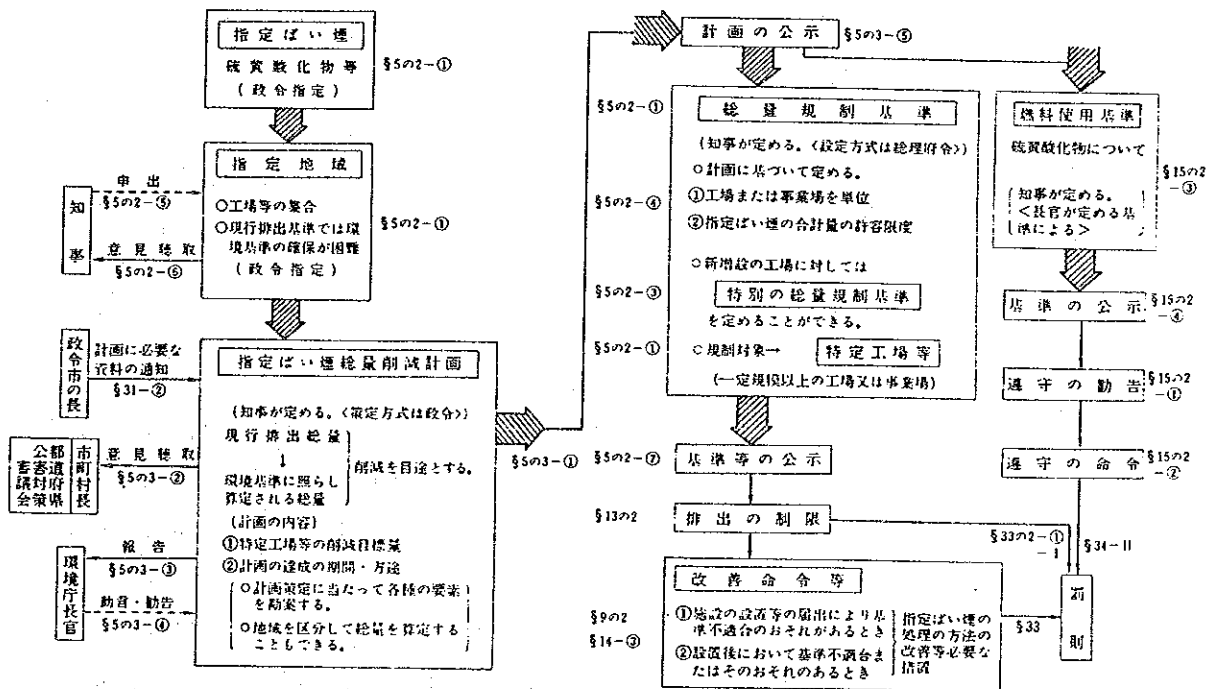 指定ばい煙
硫黄酸化物等
(政令指定)
§5の2-①
指定地域
○工場等の集合
○現行排出基準では環
境基準の確保が困難
(政令指定)
§5の2-①
知事
申出
§5の2-⑤
意見聴取
§5の2-⑥
政令市の長
計画に必要な
資料の通知
§31-②
指定ばい煙総量削減計画
(知事が定める。〈策定方式は政令〉)
現行排出総量
↓
環境基準に照らし
算定される総量
削減を目途とする。
(計画の内容)
①特定工場等の削減目標量
②計画の達成の期間・方途
○計画策定に当たって各種の要素
を勘案する。
○地域を区分して総量を算定する
こともできる。
市町村長
都道府県
公害対策
審議会
意見聴取
§5の3-②
環境庁長官
報告
§5の3-③
助言・勧告
§5の3-④
§5の3-①
計画の公示
§5の3-⑤
§5の2-①
総量規制基準
(知事が定める。〈設定方式は総理府令〉)
○計画に基づいて定める。
§5の2-④
①工場または事業場を単位
②指定ばい煙の合計量の許容限度
○新増設の工場に対しては
§5の2-③
特別の総量規制基準
を定めることができる。
§5の2-①
○規制対象→
特定工場等
(一定規模以上の工場又は事業場)
§5の2-⑦
基準等の公示
§13の2
排出の制限
§33の2-①
-1
改善命令等
§9の2
§14-③
①施設の設置等の届出により基
準不適合のおそれがあるとき
②設置後において基準不適合ま
たはそのおそれのあるとき
指定ばい煙の
処理の方法の
改善等必要な
措置
§33
燃料使用基準
硫黄酸化物について
知事が定める。
<長官が定める基
準による>
§15の2
-③
基準の公示
§15の2
-④
遵守の勧告
§15の2
-①
遵守の命令
§15の2
-②
§34-II
罰則